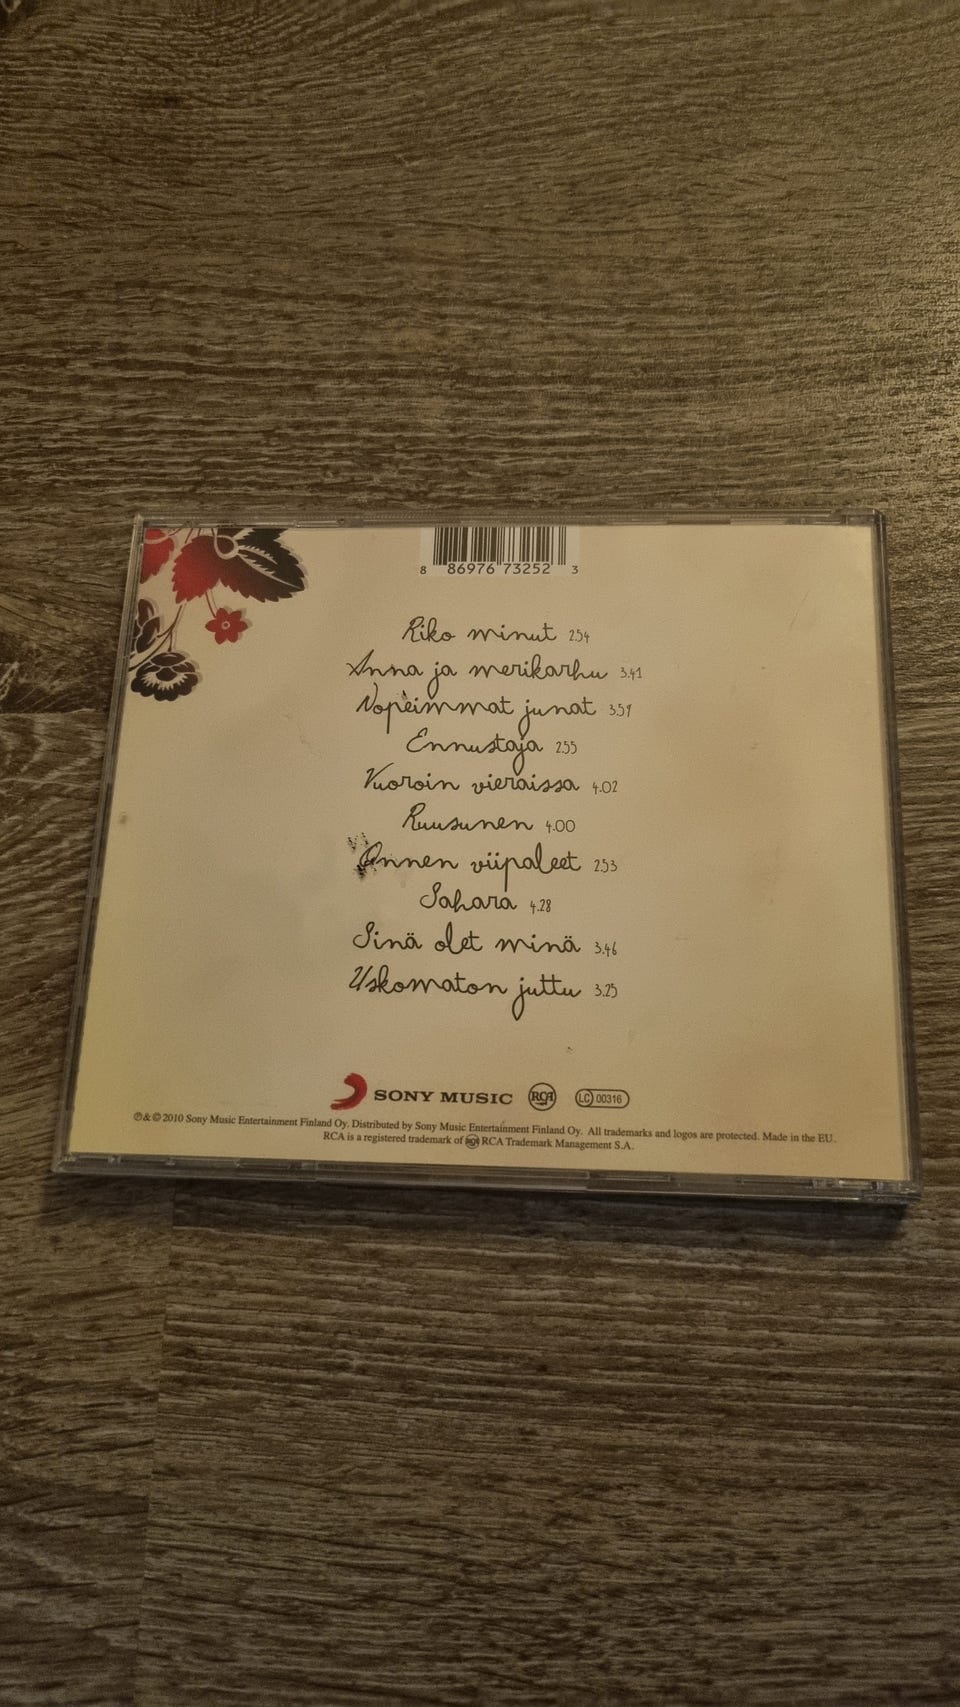 8 86976 73252 3
Riko minut 2.54
Anna ja merikarhu 3.41
Nopeimmat junat 3.59
Ennustaja 2.55
Vuoroin vieraissa 4.02
Ruusunen 4.00
Onnen viipaleet 2.53
Sahara 4.28
Sinä olet minä 3.46
Uskomaton juttu 3.25
SONY MUSIC RCA LC 00316
℗ & © 2010 Sony Music Entertainment Finland Oy. Distributed by Sony Music Entertainment Finland Oy. All trademarks and logos are protected. Made in the EU.
RCA is a registered trademark of RCA RCA Trademark Management S.A.